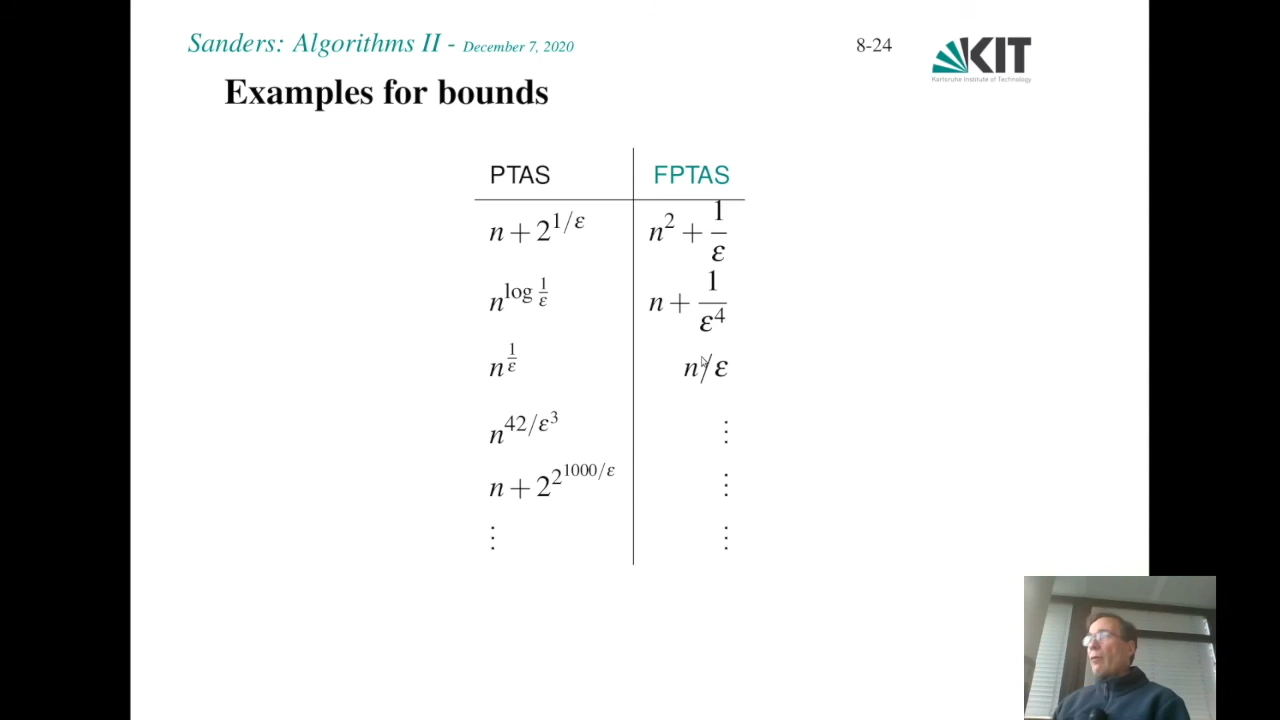 Sanders: Algorithms II - December 7, 2020 8-24
KIT
Karlsruhe Institute of Technology
Examples for bounds
PTAS FPTAS
n + 2^{1/ε} n² + 1/ε
n^{log 1/ε} n + 1/ε⁴
n^{1/ε} n/ε
n^{42/ε³} ⋮
n + 2^{2^{1000/ε}} ⋮
⋮ ⋮